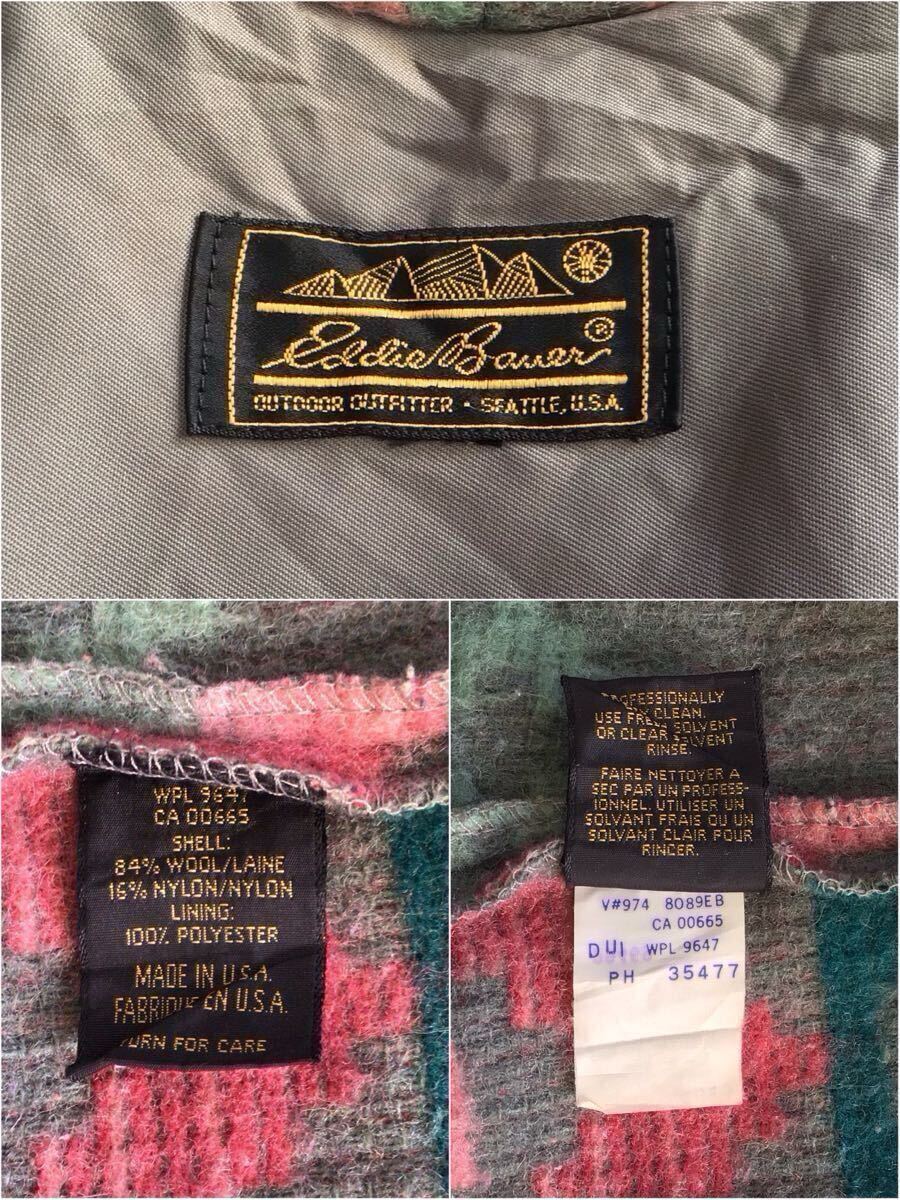 Eddie Bauer®
OUTDOOR OUTFITTER · SEATTLE, U.S.A.
WPL 9647
CA 00665
SHELL:
84% WOOL/LAINE
16% NYLON/NYLON
LINING:
100% POLYESTER
MADE IN U.S.A.
FABRIQUE EN U.S.A.
TURN FOR CARE
PROFESSIONALLY
CLEAN.
USE FRESH SOLVENT
OR CLEAR SOLVENT
RINSE.
FAIRE NETTOYER A
SEC PAR UN PROFESS-
IONNEL. UTILISER UN
SOLVANT FRAIS OU UN
SOLVANT CLAIR POUR
RINCER.
V#974 8089EB
CA 00665
DUI WPL 9647
PH 35477